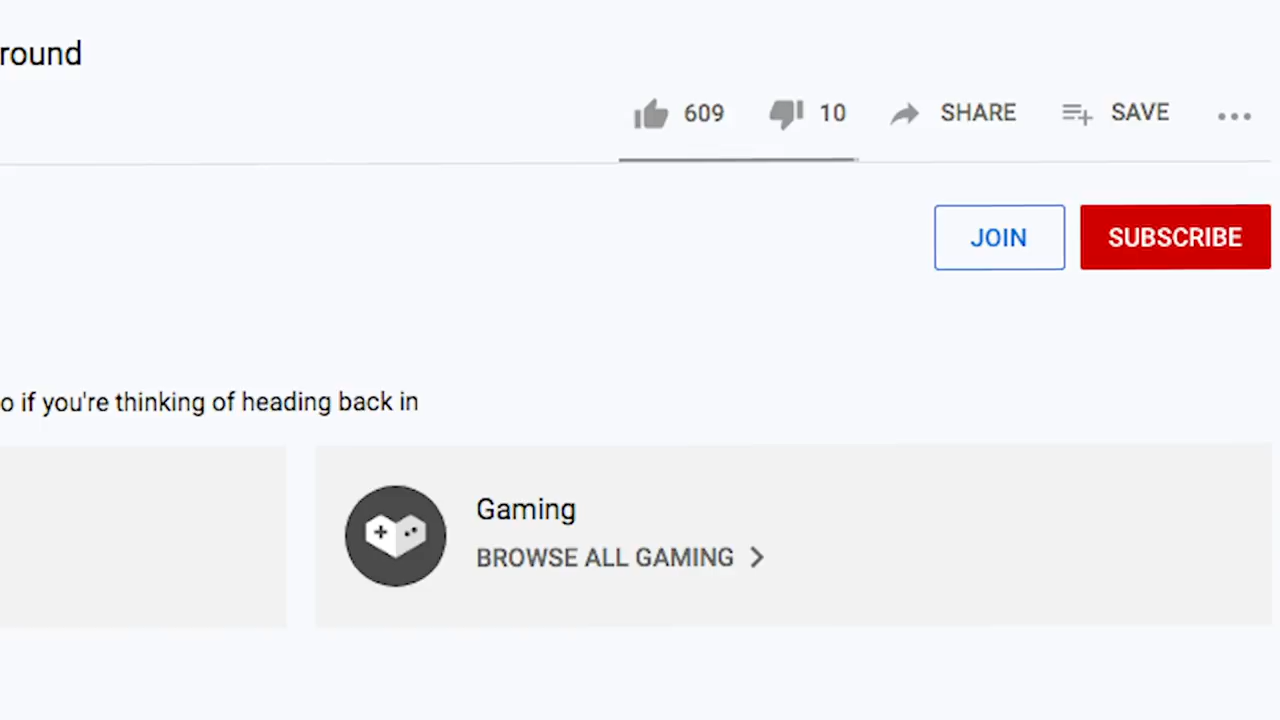 round
609 10 SHARE SAVE
JOIN SUBSCRIBE
o if you're thinking of heading back in
Gaming
BROWSE ALL GAMING